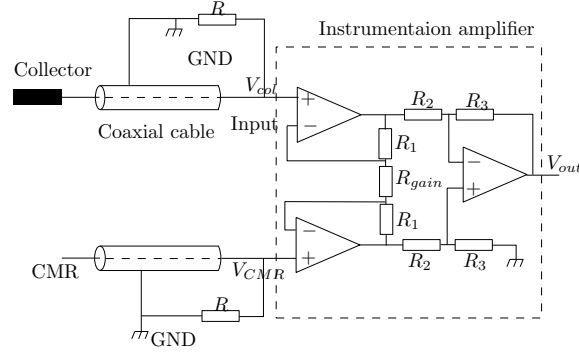 R
Instrumentaion amplifier
GND
Collector
V_col
R_2
R_3
Coaxial cable
Input
+
−
R_1
R_gain
−
+
V_out
R_1
−
+
CMR
V_CMR
R_2
R_3
R
GND